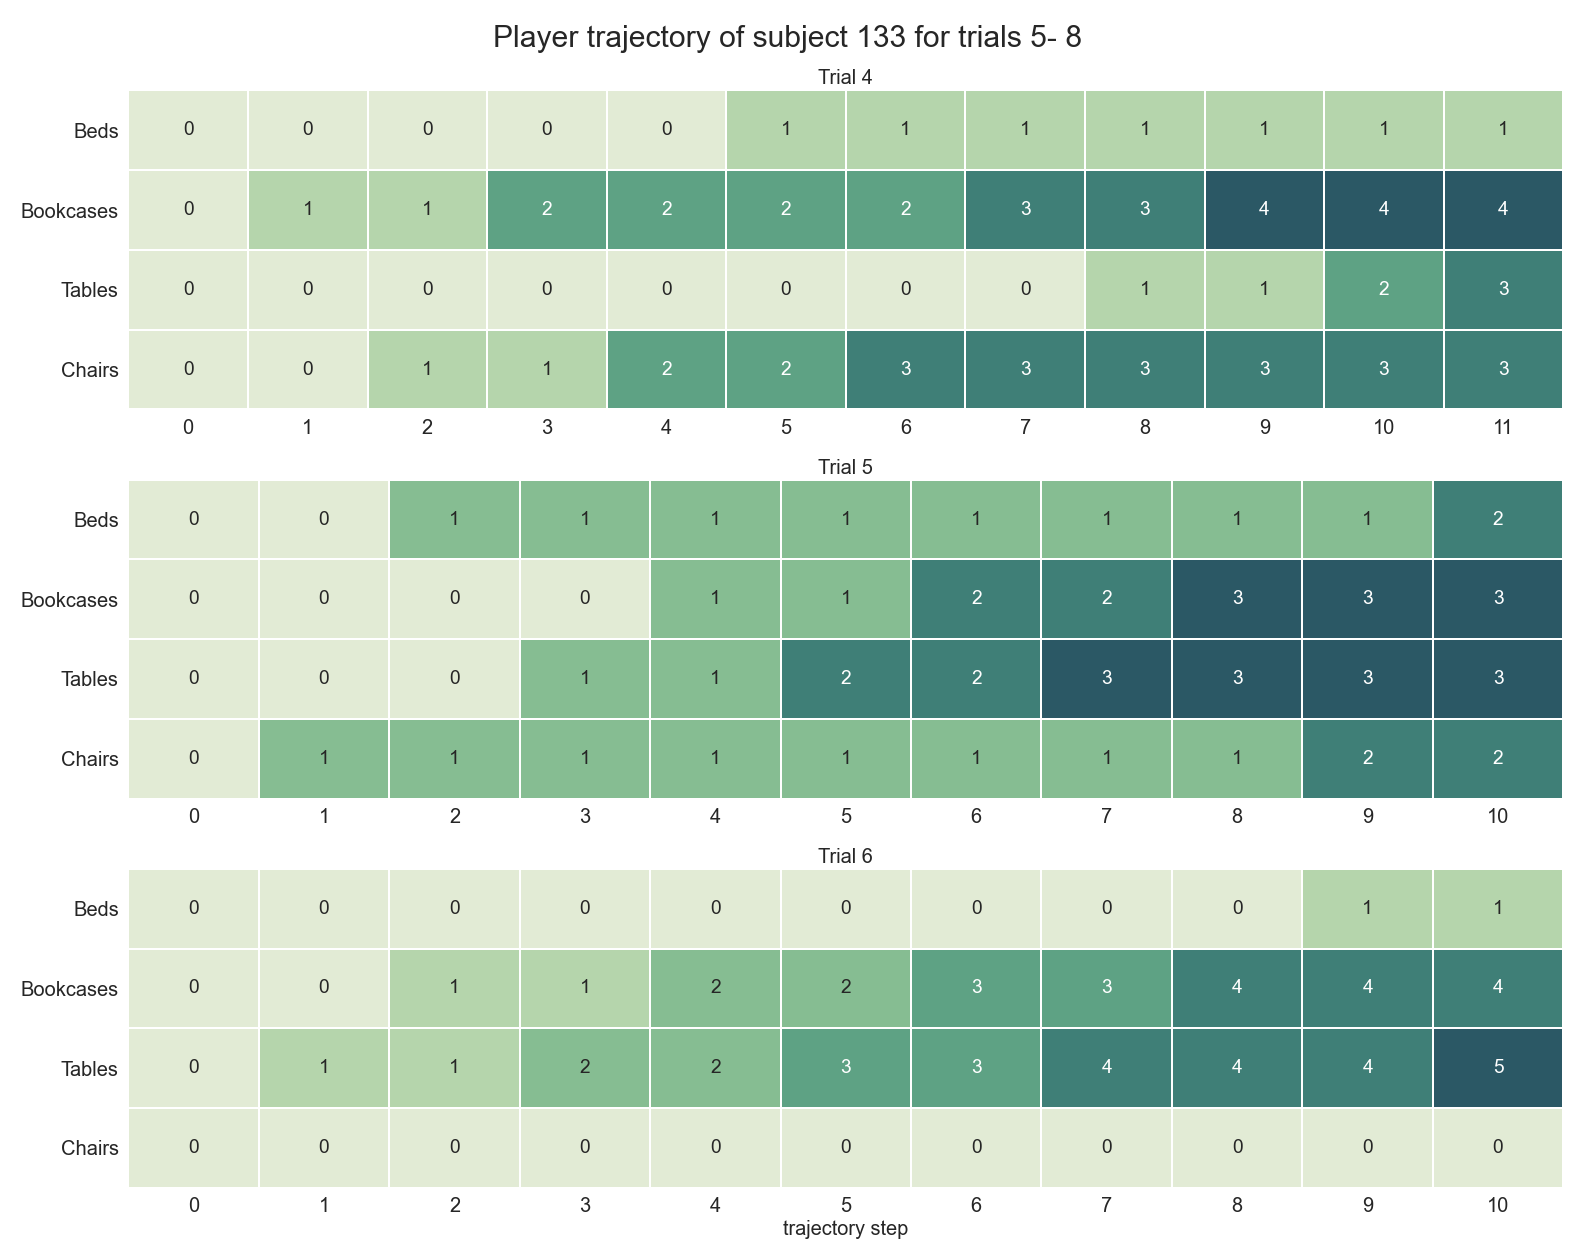 Player trajectory of subject 133 for trials 5- 8
Trial 4
Beds 0 0 0 0 0 1 1 1 1 1 1 1
Bookcases 0 1 1 2 2 2 2 3 3 4 4 4
Tables 0 0 0 0 0 0 0 0 1 1 2 3
Chairs 0 0 1 1 2 2 3 3 3 3 3 3
0 1 2 3 4 5 6 7 8 9 10 11
Trial 5
Beds 0 0 1 1 1 1 1 1 1 1 2
Bookcases 0 0 0 0 1 1 2 2 3 3 3
Tables 0 0 0 1 1 2 2 3 3 3 3
Chairs 0 1 1 1 1 1 1 1 1 2 2
0 1 2 3 4 5 6 7 8 9 10
Trial 6
Beds 0 0 0 0 0 0 0 0 0 1 1
Bookcases 0 0 1 1 2 2 3 3 4 4 4
Tables 0 1 1 2 2 3 3 4 4 4 5
Chairs 0 0 0 0 0 0 0 0 0 0 0
0 1 2 3 4 5 6 7 8 9 10
trajectory step